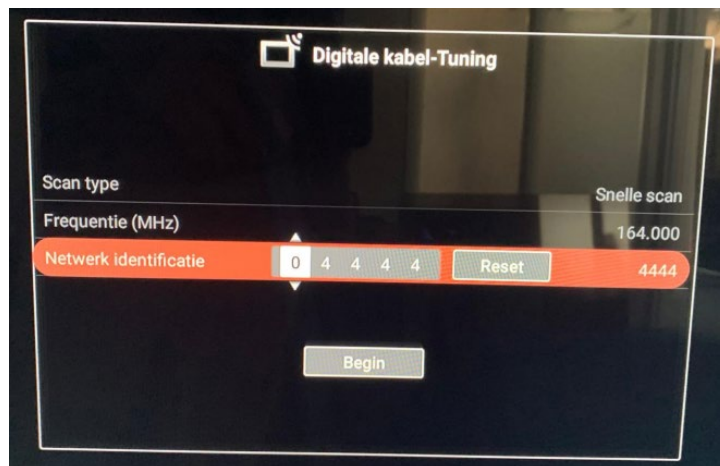 Digitale kabel-Tuning
Scan type Snelle scan
Frequentie (MHz) 164.000
Netwerk identificatie 0 4 4 4 4 Reset 4444
Begin